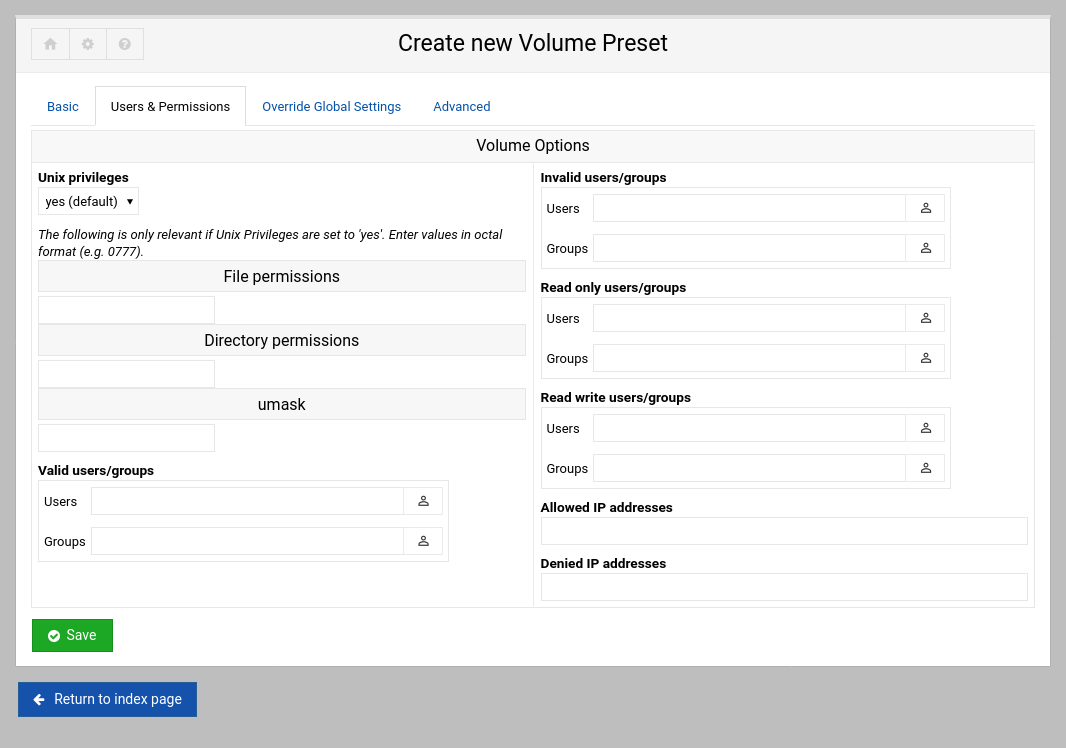 Create new Volume Preset
Basic
Users & Permissions
Override Global Settings
Advanced
Volume Options
Unix privileges
yes (default)
The following is only relevant if Unix Privileges are set to 'yes'. Enter values in octal
format (e.g. 0777).
File permissions
Directory permissions
umask
Valid users/groups
Users
Groups
Invalid users/groups
Users
Groups
Read only users/groups
Users
Groups
Read write users/groups
Users
Groups
Allowed IP addresses
Denied IP addresses
Save
Return to index page